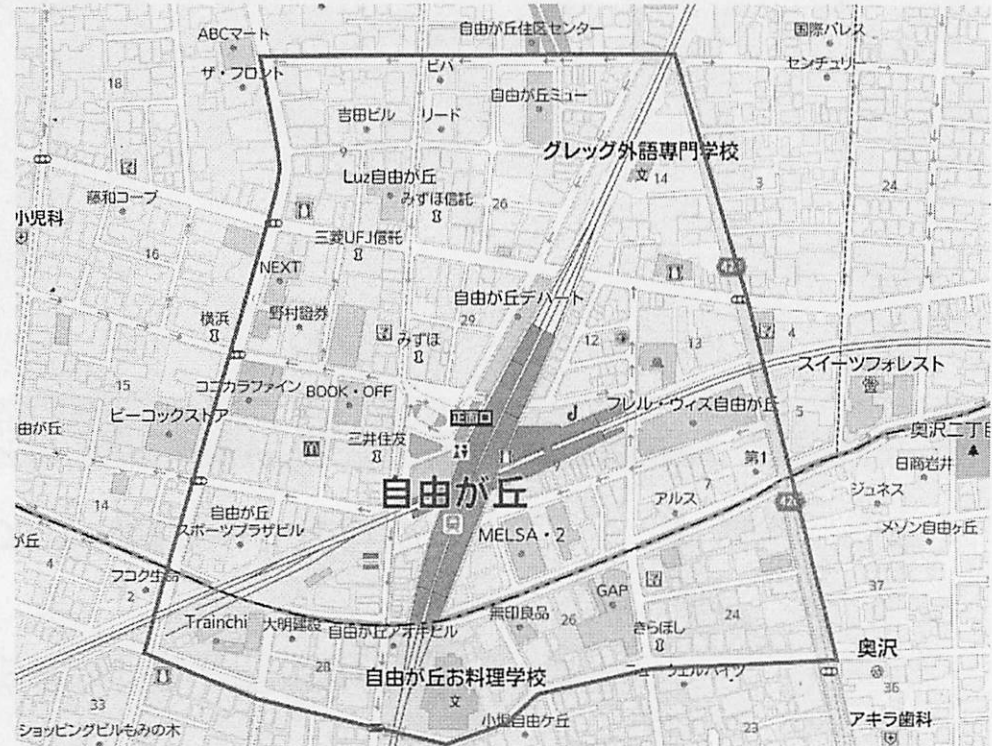 ABCマート
自由が丘住区センター
国際パレス
ザ・フロント
ビバ
センチュリー
18
自由が丘ミュー
吉田ビル
リード
グレッグ外語専門学校
9
文
14
3
24
Luz自由が丘
藤和コープ
みずほ信託
26
小児科
三菱UFJ信託
16
NEXT
自由が丘デパート
横浜
野村證券
29
みずほ
12
13
4
スイーツフォレスト
15
ココカラファイン
BOOK・OFF
フレル・ウィズ自由が丘
ピーコックストア
正面口
5
由が丘
三井住友
奥沢二丁目
第1
日商岩井
自由が丘
7
14
自由が丘
スポーツプラザビル
アルス
ジュネス
が丘
MELSA・2
メゾン自由ヶ丘
4
フコク生命
2
GAP
37
Trainchi
大明建設
自由が丘アオキビル
無印良品
26
24
きらぼし
28
自由が丘お料理学校
奥沢
文
36
33
ショッピングビルもみの木
小堀自由ケ丘
23
アキラ歯科